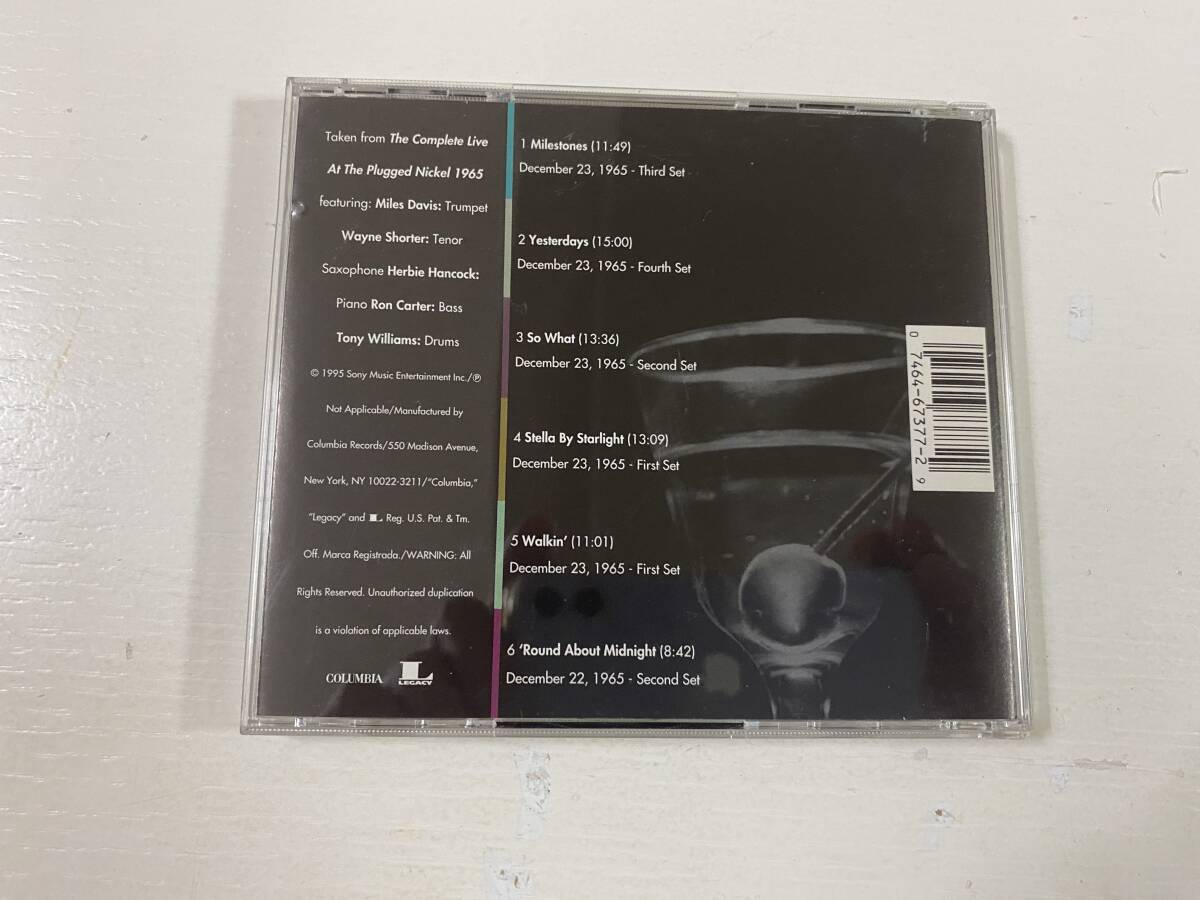 Taken from The Complete Live
At The Plugged Nickel 1965
featuring: Miles Davis: Trumpet
Wayne Shorter: Tenor
Saxophone Herbie Hancock:
Piano Ron Carter: Bass
Tony Williams: Drums
© 1995 Sony Music Entertainment Inc./℗
Not Applicable/Manufactured by
Columbia Records/550 Madison Avenue,
New York, NY 10022-3211/"Columbia,"
"Legacy" and L Reg. U.S. Pat. & Tm.
Off. Marca Registrada./WARNING: All
Rights Reserved. Unauthorized duplication
is a violation of applicable laws.
COLUMBIA
L LEGACY
1 Milestones (11:49)
December 23, 1965 - Third Set
2 Yesterdays (15:00)
December 23, 1965 - Fourth Set
3 So What (13:36)
December 23, 1965 - Second Set
4 Stella By Starlight (13:09)
December 23, 1965 - First Set
5 Walkin' (11:01)
December 23, 1965 - First Set
6 'Round About Midnight (8:42)
December 22, 1965 - Second Set
0 7464-67377-2 9